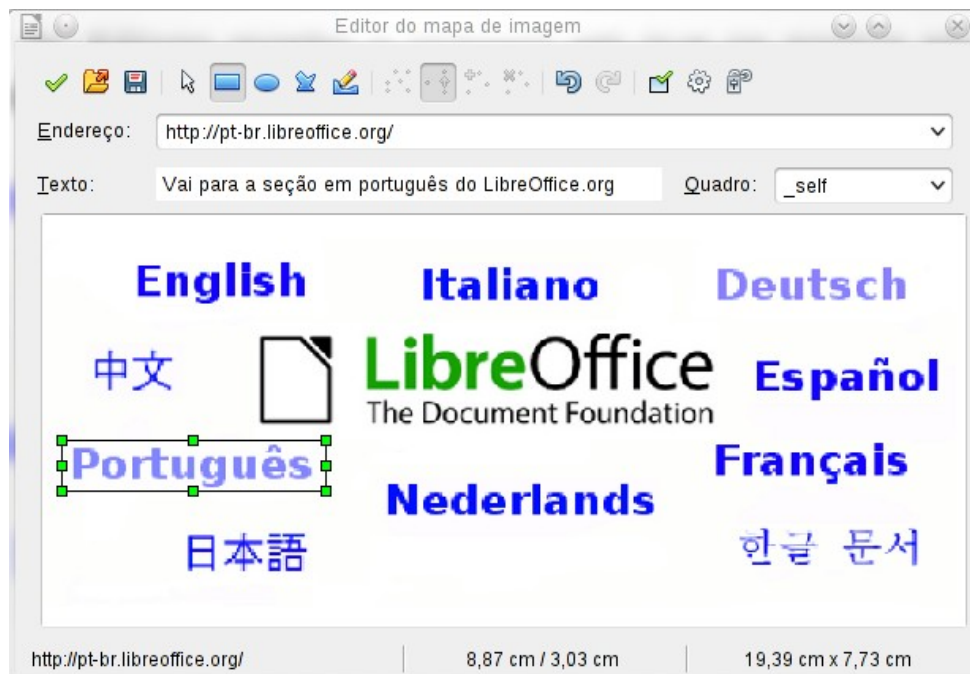 Editor do mapa de imagem
Endereço: http://pt-br.libreoffice.org/
Texto: Vai para a seção em português do LibreOffice.org Quadro: _self
English Italiano Deutsch
中文 LibreOffice Español
The Document Foundation
Português Français
Nederlands
日本語 한글 문서
http://pt-br.libreoffice.org/ 8,87 cm / 3,03 cm 19,39 cm x 7,73 cm